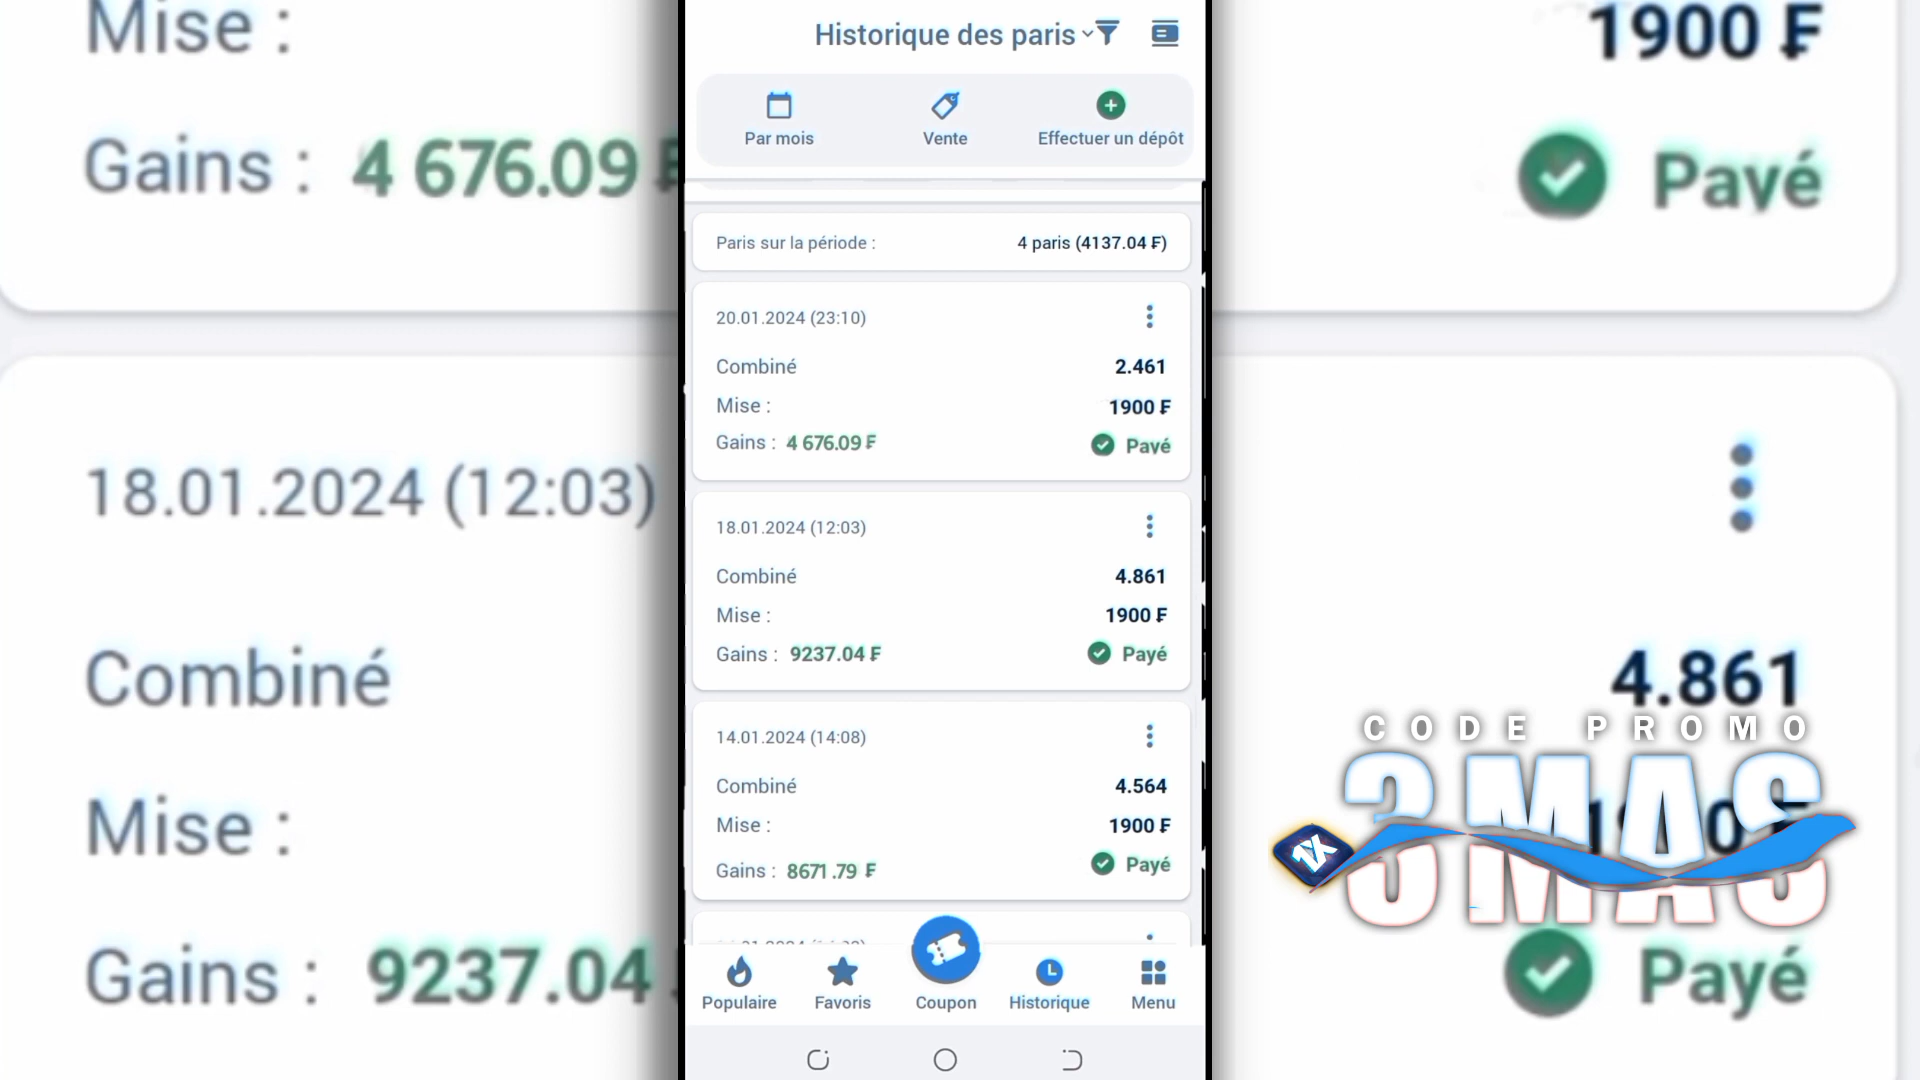 Historique des paris
Par mois
Vente
Effectuer un dépôt
Paris sur la période :
4 paris (4137.04 ₣)
20.01.2024 (23:10)
Combiné
2.461
Mise :
1900 ₣
Gains : 4 676.09 ₣
Payé
18.01.2024 (12:03)
Combiné
4.861
Mise :
1900 ₣
Gains : 9237.04 ₣
Payé
14.01.2024 (14:08)
Combiné
4.564
Mise :
1900 ₣
Gains : 8671.79 ₣
Payé
Populaire
Favoris
Coupon
Historique
Menu
Mise :
1900 ₣
Gains : 4 676.09 ₣
Payé
18.01.2024 (12:03)
Combiné
4.861
Mise :
Gains : 9237.04
Payé
CODE PROMO
3MAS
1X